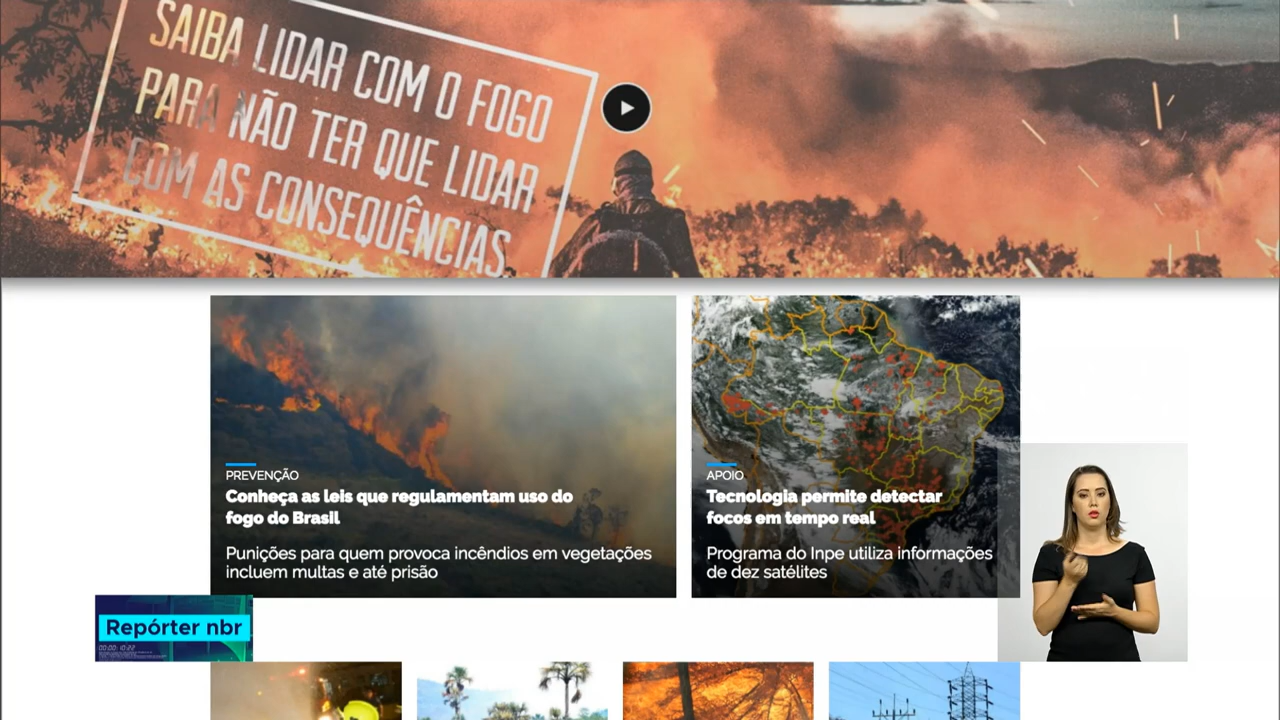 SAIBA LIDAR COM O FOGO
PARA NÃO TER QUE LIDAR
COM AS CONSEQUÊNCIAS
PREVENÇÃO
Conheça as leis que regulamentam uso do
fogo do Brasil
Punições para quem provoca incêndios em vegetações
incluem multas e até prisão
APOIO
Tecnologia permite detectar
focos em tempo real
Programa do Inpe utiliza informações
de dez satélites
Repórter nbr